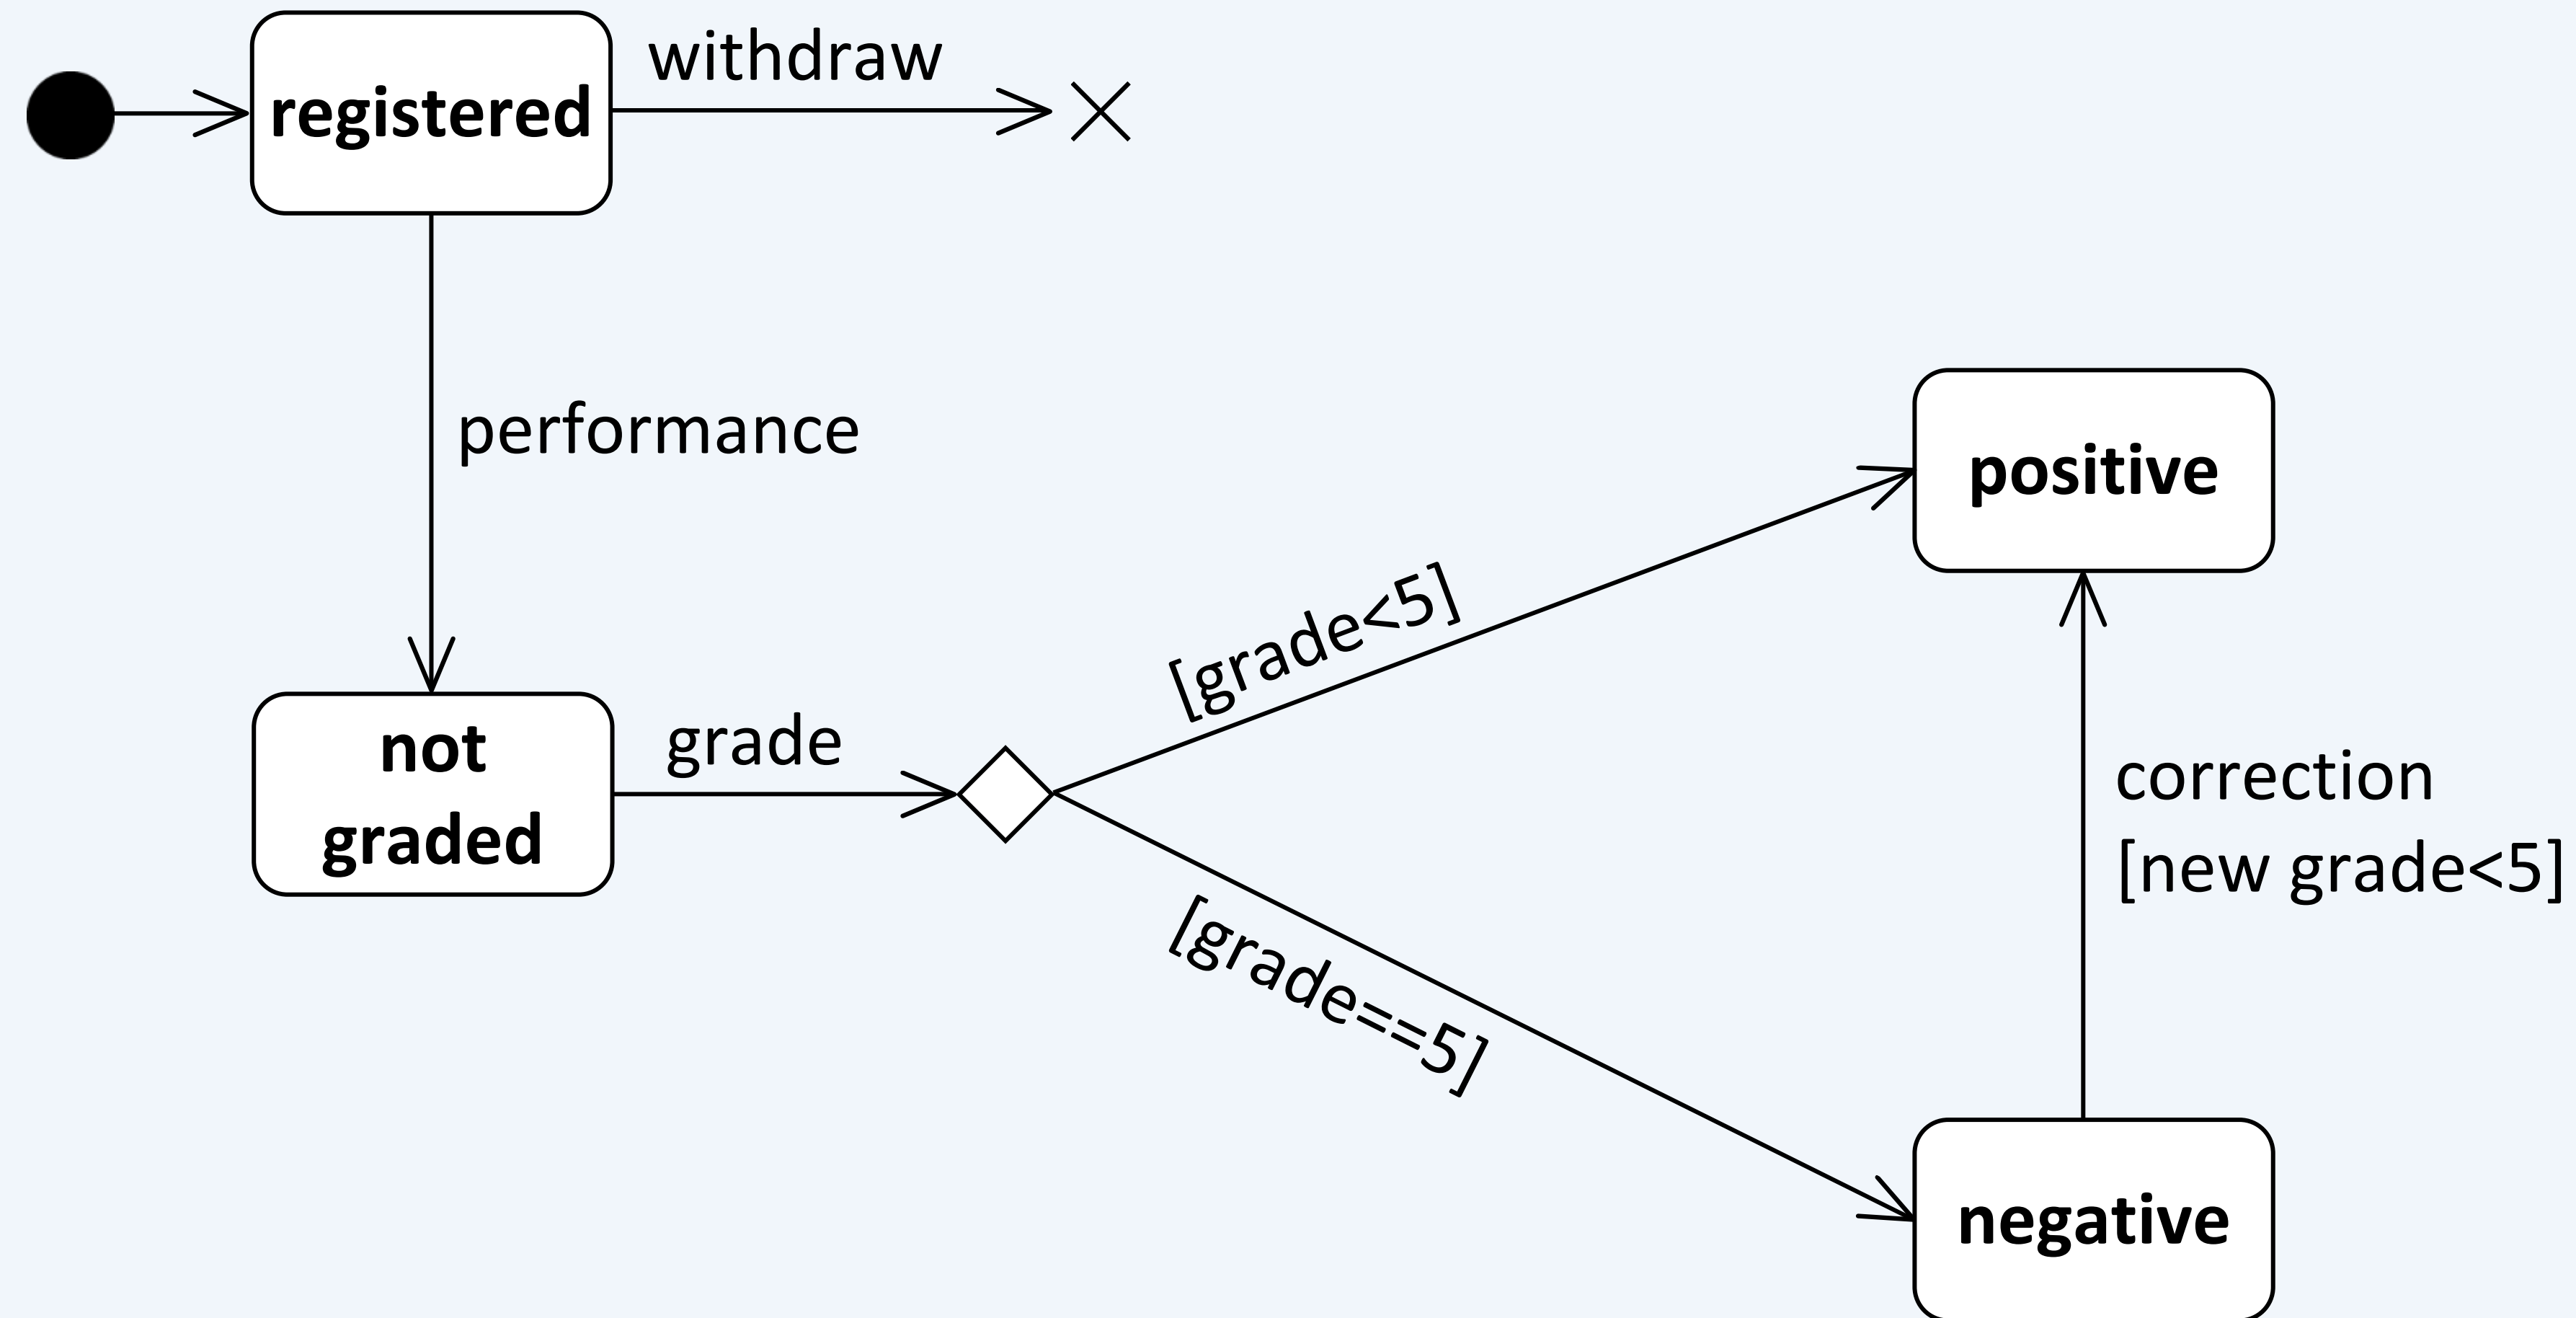 registered
withdraw
performance
positive
[grade<5]
not
graded
grade
correction
[new grade<5]
[grade==5]
negative